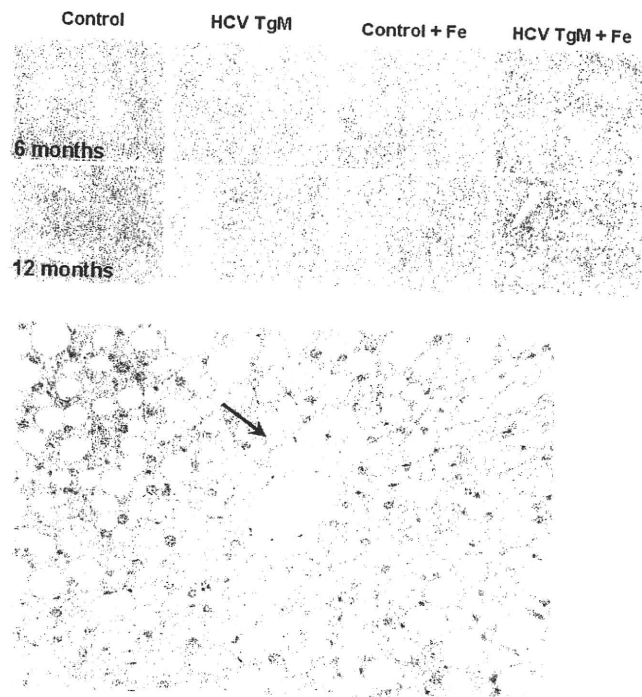 Control HCV TgM Control + Fe HCV TgM + Fe
6 months
12 months